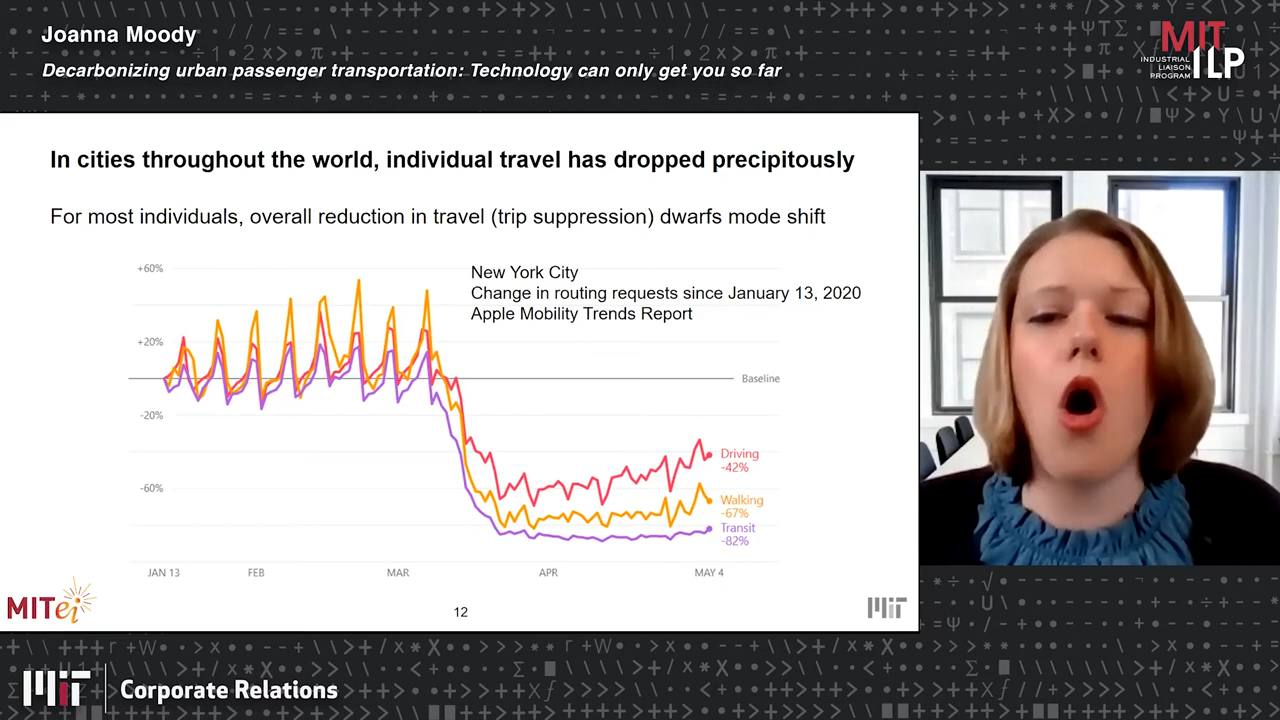 Joanna Moody
Decarbonizing urban passenger transportation: Technology can only get you so far
MIT
INDUSTRIAL
LIAISON
PROGRAM
ILP
In cities throughout the world, individual travel has dropped precipitously
For most individuals, overall reduction in travel (trip suppression) dwarfs mode shift
New York City
Change in routing requests since January 13, 2020
Apple Mobility Trends Report
+60%
+20%
Baseline
-20%
-60%
Driving
-42%
Walking
-67%
Transit
-82%
JAN 13
FEB
MAR
APR
MAY 4
MITei
12
MIT
MIT
Corporate Relations